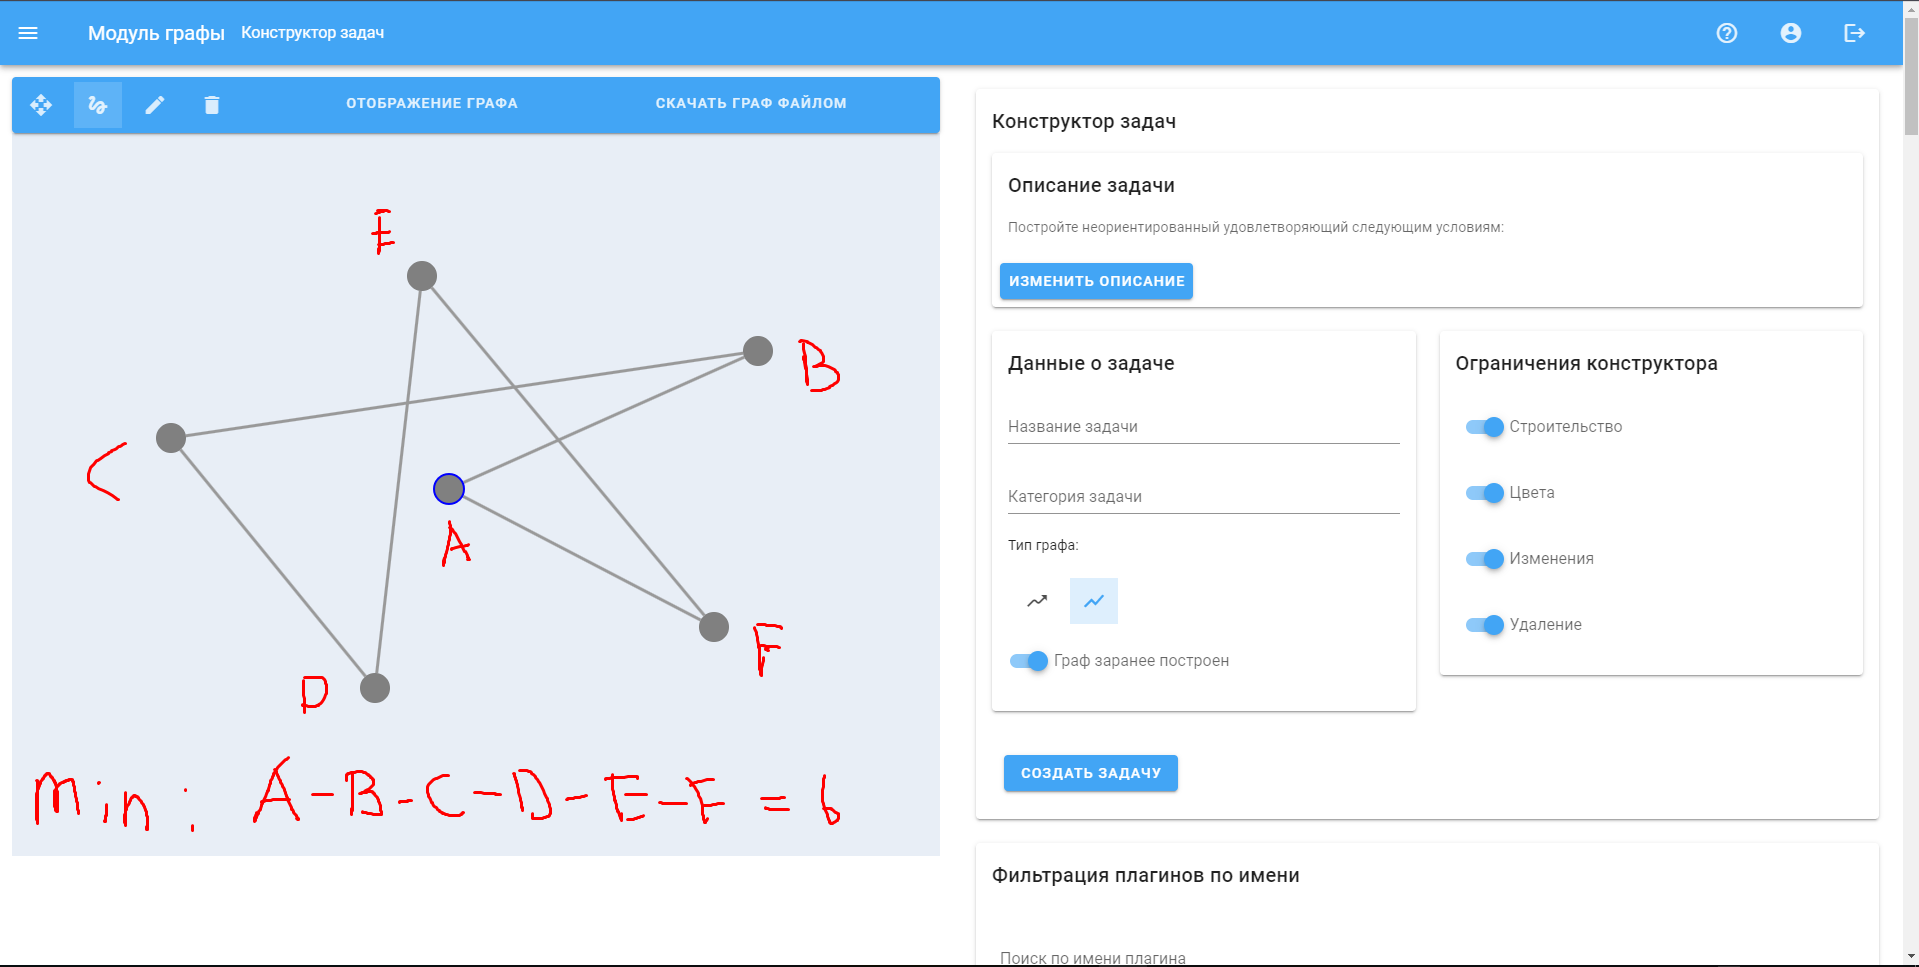 Модуль графы Конструктор задач
ОТОБРАЖЕНИЕ ГРАФА СКАЧАТЬ ГРАФ ФАЙЛОМ
E
B
C
A
F
D
Min: A-B-C-D-E-F = 6
Конструктор задач
Описание задачи
Постройте неориентированный удовлетворяющий следующим условиям:
ИЗМЕНИТЬ ОПИСАНИЕ
Данные о задаче
Название задачи
Категория задачи
Тип графа:
Граф заранее построен
Ограничения конструктора
Строительство
Цвета
Изменения
Удаление
СОЗДАТЬ ЗАДАЧУ
Фильтрация плагинов по имени
Поиск по имени плагина